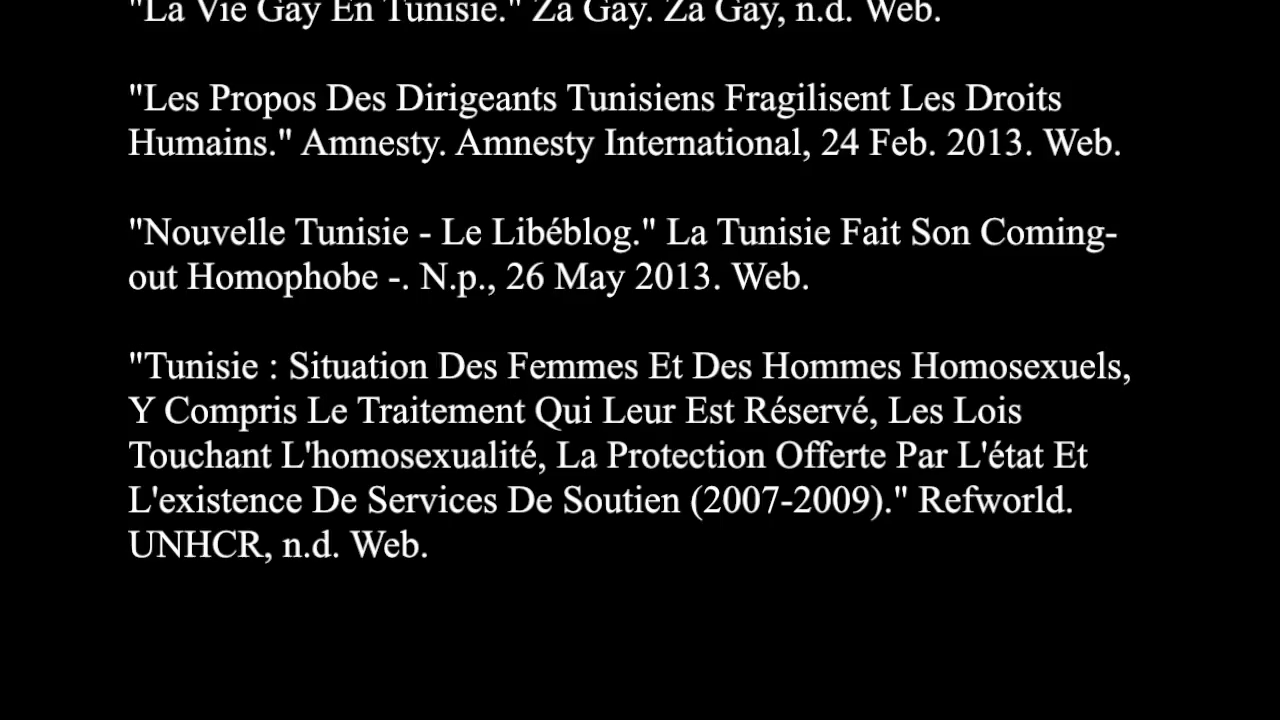 "La Vie Gay En Tunisie." Za Gay. Za Gay, n.d. Web.
"Les Propos Des Dirigeants Tunisiens Fragilisent Les Droits
Humains." Amnesty. Amnesty International, 24 Feb. 2013. Web.
"Nouvelle Tunisie - Le Libéblog." La Tunisie Fait Son Coming-
out Homophobe -. N.p., 26 May 2013. Web.
"Tunisie : Situation Des Femmes Et Des Hommes Homosexuels,
Y Compris Le Traitement Qui Leur Est Réservé, Les Lois
Touchant L'homosexualité, La Protection Offerte Par L'état Et
L'existence De Services De Soutien (2007-2009)." Refworld.
UNHCR, n.d. Web.